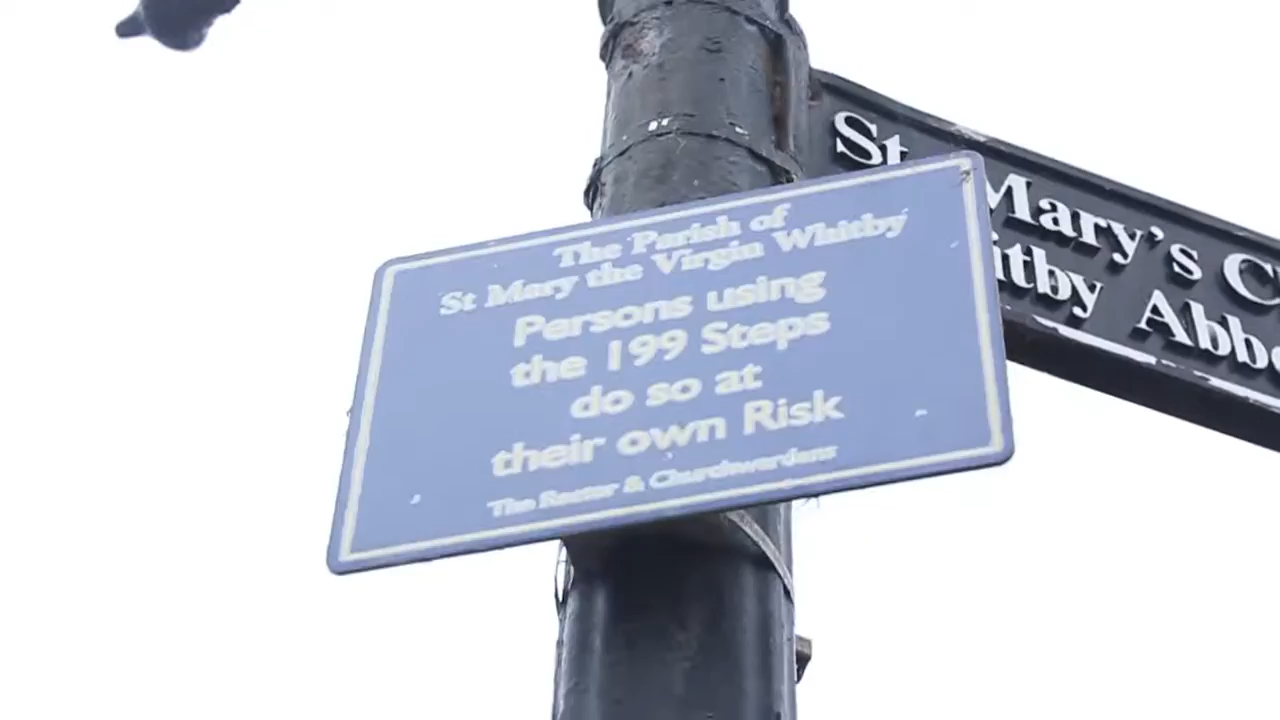 The Parish of
St Mary the Virgin Whitby
Persons using
the 199 Steps
do so at
their own Risk
The Rector & Churchwardens
St
Mary's C
itby Abb